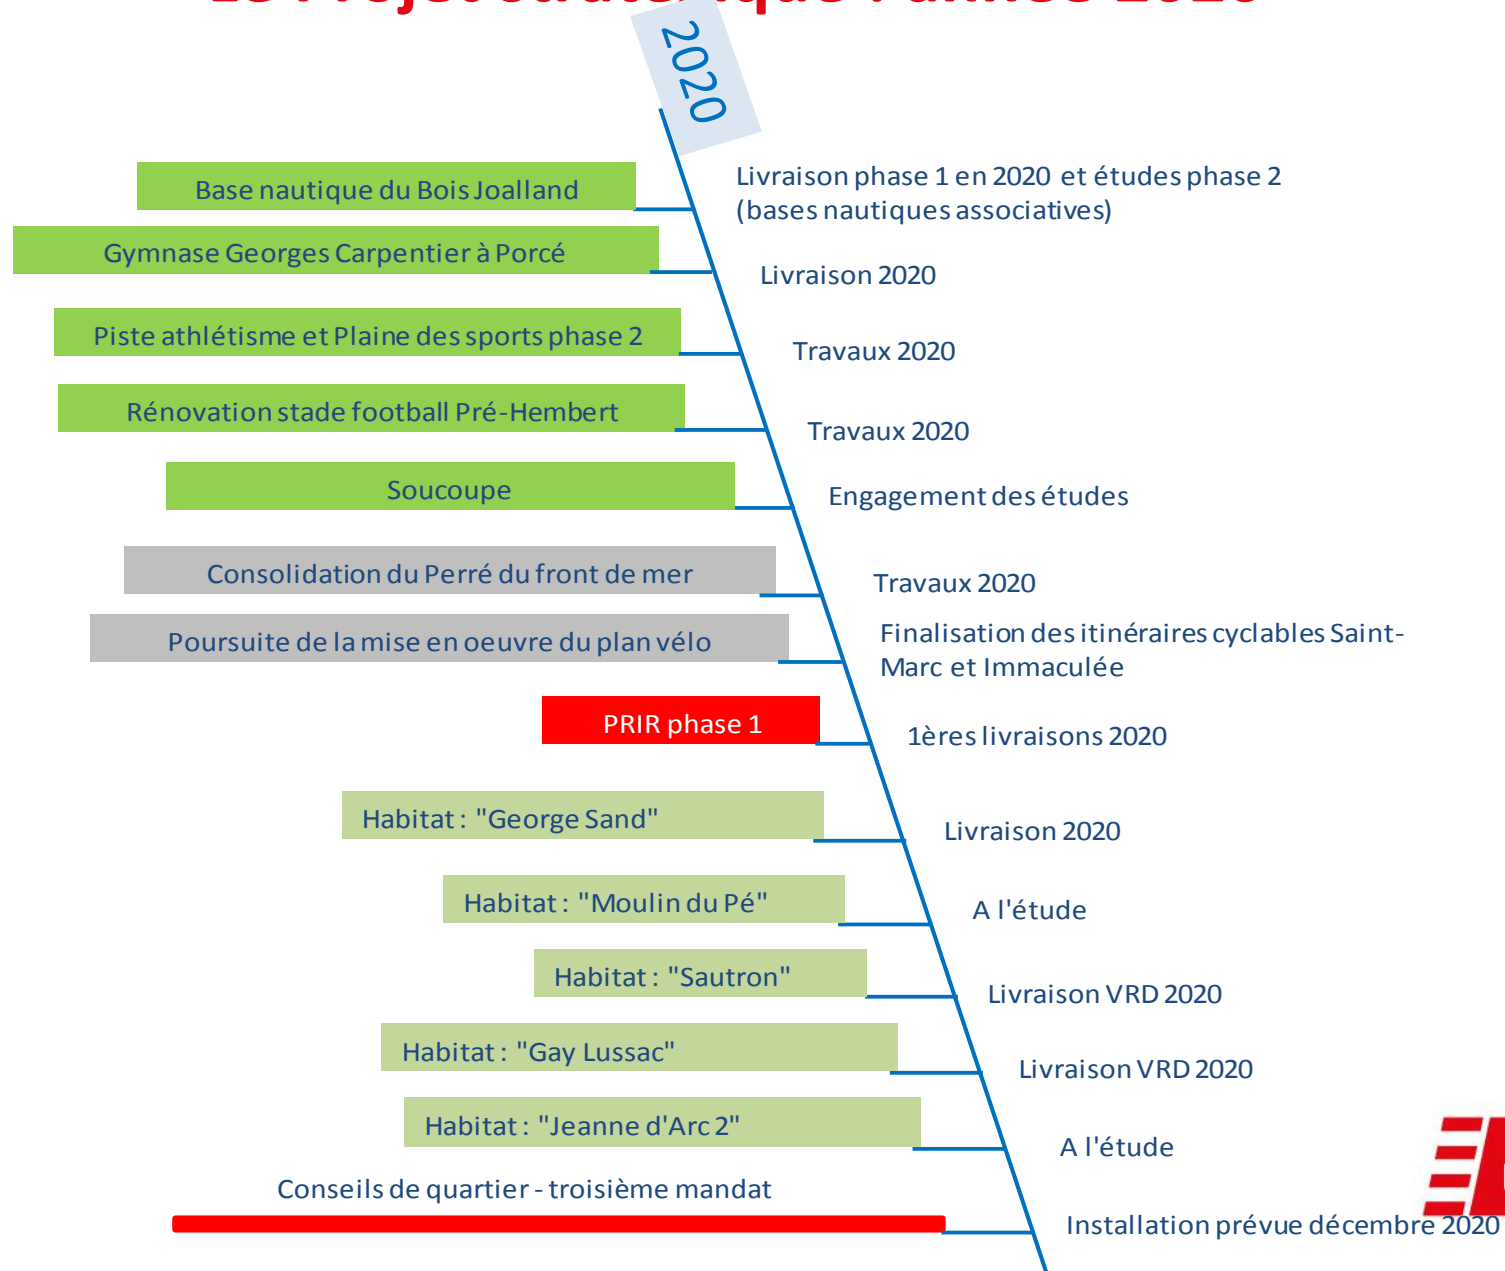 Le Projet stratégique : année 2020
2020
Base nautique du Bois Joalland
Livraison phase 1 en 2020 et études phase 2
(bases nautiques associatives)
Gymnase Georges Carpentier à Porcé
Livraison 2020
Piste athlétisme et Plaine des sports phase 2
Travaux 2020
Rénovation stade football Pré-Hembert
Travaux 2020
Soucoupe
Engagement des études
Consolidation du Perré du front de mer
Travaux 2020
Poursuite de la mise en oeuvre du plan vélo
Finalisation des itinéraires cyclables Saint-
Marc et Immaculée
PRIR phase 1
1ères livraisons 2020
Habitat : "George Sand"
Livraison 2020
Habitat : "Moulin du Pé"
A l'étude
Habitat : "Sautron"
Livraison VRD 2020
Habitat : "Gay Lussac"
Livraison VRD 2020
Habitat : "Jeanne d'Arc 2"
A l'étude
Conseils de quartier - troisième mandat
Installation prévue décembre 2020